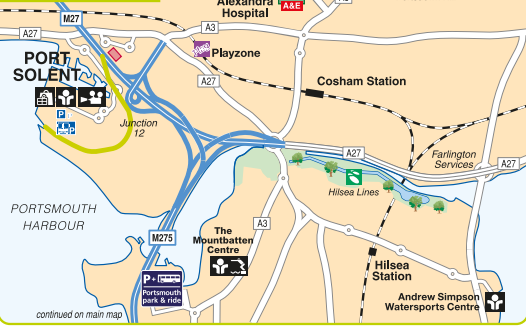 Alexandra
Hospital
A&E
M27
A27
A3
PORT
SOLENT
Playzone
A27
Cosham Station
P
P
Junction
12
A27
Farlington
Services
A27
Hilsea Lines
PORTSMOUTH
HARBOUR
A3
The
Mountbatten
Centre
M275
Hilsea
Station
P+
Portsmouth
park & ride
Andrew Simpson
Watersports Centre
continued on main map